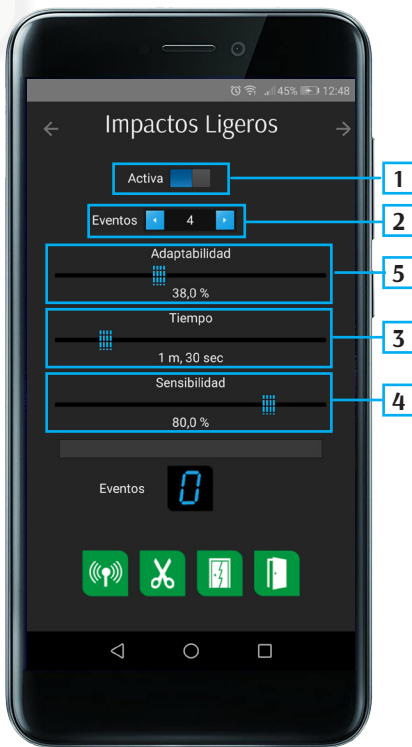 45% 12:48
Impactos Ligeros
Activa
1
Eventos 4
2
Adaptabilidad
38,0 %
5
Tiempo
1 m, 30 sec
3
Sensibilidad
80,0 %
4
Eventos 0